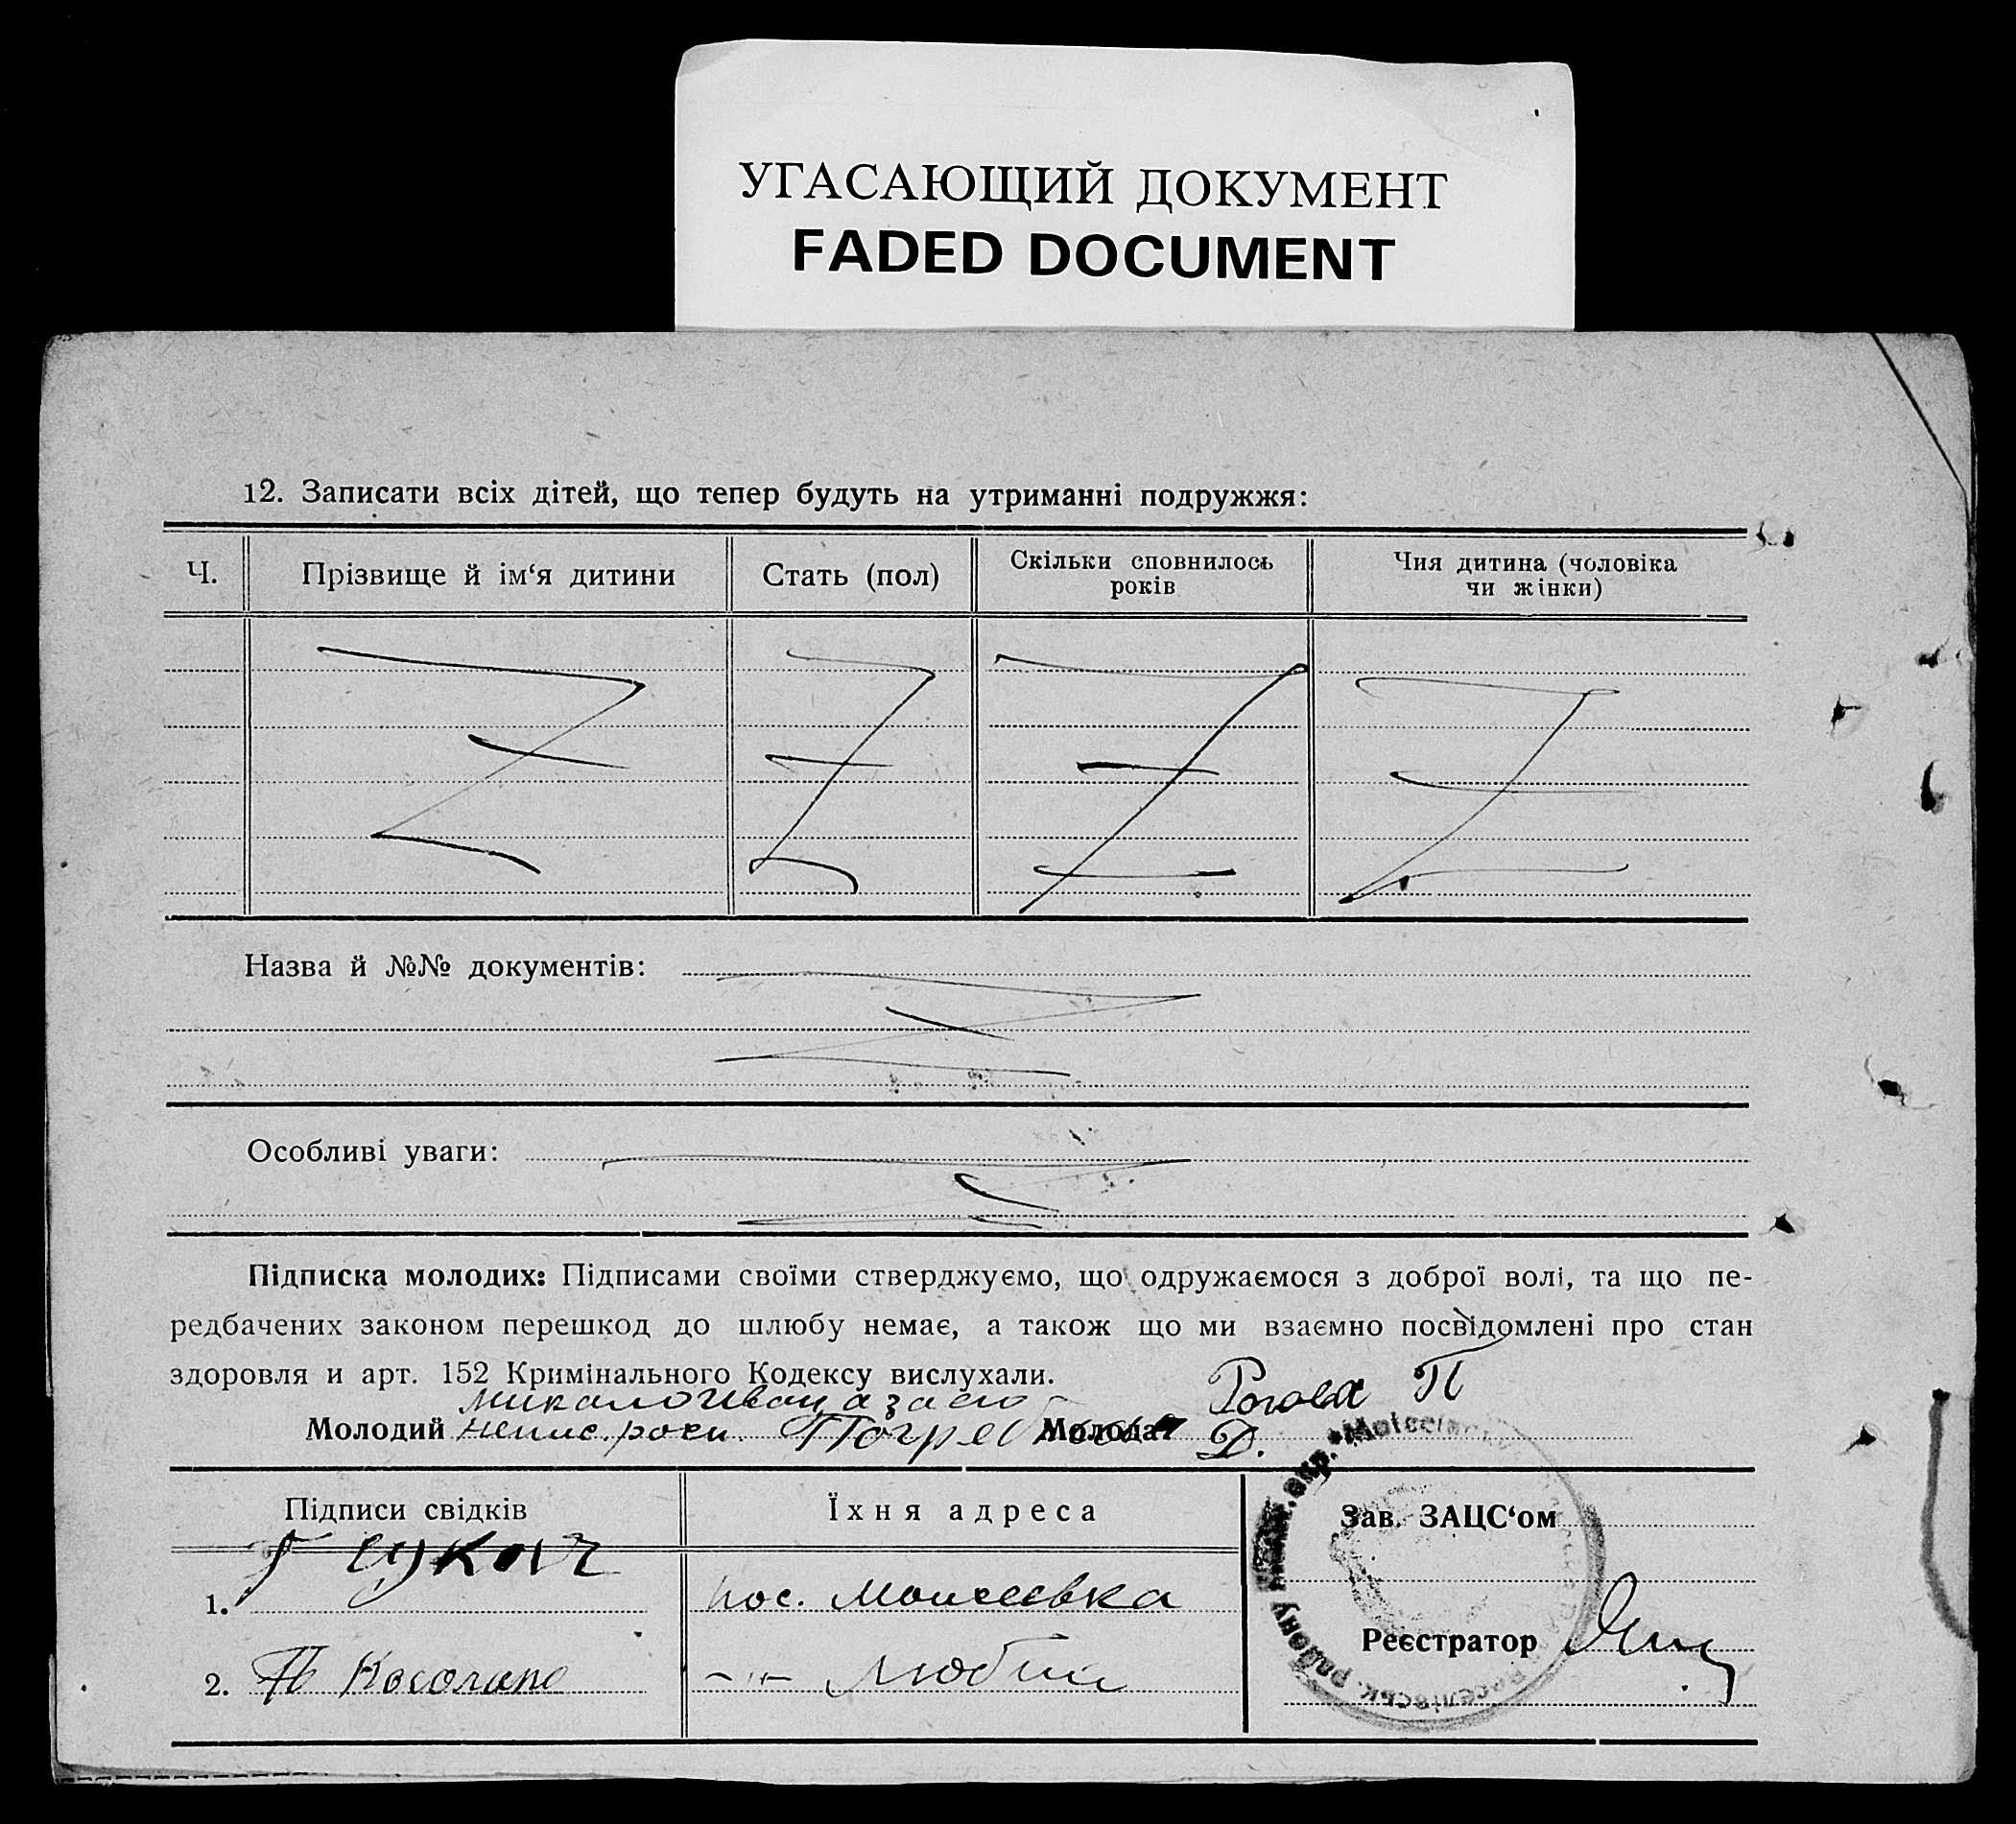 УГАСАЮЩИЙ ДОКУМЕНТ
FADED DOCUMENT
12. Записати всіх дітей, що тепер будуть на утриманні подружжя:
Ч. Прізвище й ім‘я дитини Стать (пол) Скільки сповнилось років Чия дитина (чоловіка чи жінки)
Назва й №№ документів:
Особливі уваги:
Підписка молодих: Підписами своїми стверджуємо, що одружаємося з доброї волі, та що пе-
редбачених законом перешкод до шлюбу немає, а також що ми взаємно посвідомлені про стан
здоровля и арт. 152 Кримінального Кодексу вислухали.
Рогова П
Молодий Молода Д.
Підписи свідків Їхня адреса Зав. ЗАЦС‘ом
1. пос. Моисеевка
Реєстратор
2. Любим